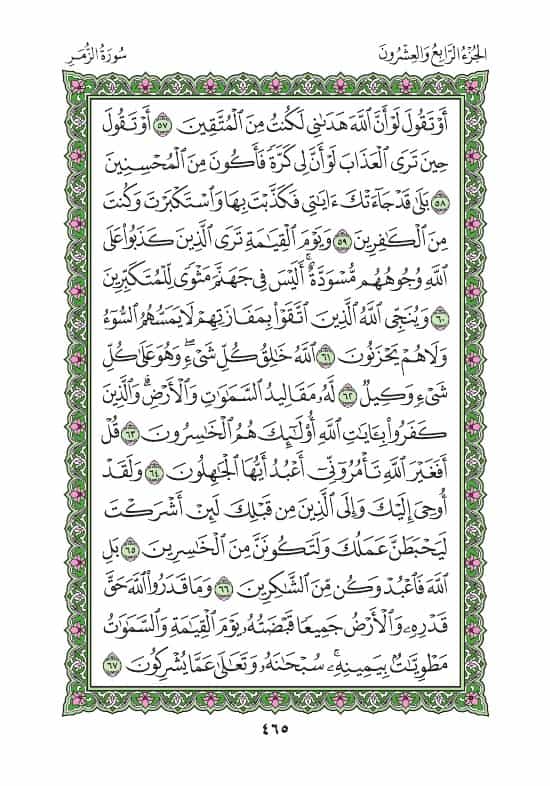 سُورَةُ الزُّمَرِ
الجُزْءُ الرَّابِعُ وَالعِشْرُونَ
أَوْ تَقُولَ لَوْ أَنَّ ٱللَّهَ هَدَىٰنِى لَكُنتُ مِنَ ٱلْمُتَّقِينَ ٥٧ أَوْ تَقُولَ
حِينَ تَرَى ٱلْعَذَابَ لَوْ أَنَّ لِى كَرَّةً فَأَكُونَ مِنَ ٱلْمُحْسِنِينَ
٥٨ بَلَىٰ قَدْ جَآءَتْكَ ءَايَٰتِى فَكَذَّبْتَ بِهَا وَٱسْتَكْبَرْتَ وَكُنتَ
مِنَ ٱلْكَٰفِرِينَ ٥٩ وَيَوْمَ ٱلْقِيَٰمَةِ تَرَى ٱلَّذِينَ كَذَبُوا۟ عَلَى
ٱللَّهِ وُجُوهُهُم مُّسْوَدَّةٌ ۚ أَلَيْسَ فِى جَهَنَّمَ مَثْوًى لِّلْمُتَكَبِّرِينَ
٦٠ وَيُنَجِّى ٱللَّهُ ٱلَّذِينَ ٱتَّقَوْا۟ بِمَفَازَتِهِمْ لَا يَمَسُّهُمُ ٱلسُّوٓءُ
وَلَا هُمْ يَحْزَنُونَ ٦١ ٱللَّهُ خَٰلِقُ كُلِّ شَىْءٍ ۖ وَهُوَ عَلَىٰ كُلِّ
شَىْءٍ وَكِيلٌ ٦٢ لَّهُۥ مَقَالِيدُ ٱلسَّمَٰوَٰتِ وَٱلْأَرْضِ ۗ وَٱلَّذِينَ
كَفَرُوا۟ بِـَٔايَٰتِ ٱللَّهِ أُو۟لَٰٓئِكَ هُمُ ٱلْخَٰسِرُونَ ٦٣ قُلْ
أَفَغَيْرَ ٱللَّهِ تَأْمُرُوٓنِّىٓ أَعْبُدُ أَيُّهَا ٱلْجَٰهِلُونَ ٦٤ وَلَقَدْ
أُوحِىَ إِلَيْكَ وَإِلَى ٱلَّذِينَ مِن قَبْلِكَ لَئِنْ أَشْرَكْتَ
لَيَحْبَطَنَّ عَمَلُكَ وَلَتَكُونَنَّ مِنَ ٱلْخَٰسِرِينَ ٦٥ بَلِ
ٱللَّهَ فَٱعْبُدْ وَكُن مِّنَ ٱلشَّٰكِرِينَ ٦٦ وَمَا قَدَرُوا۟ ٱللَّهَ حَقَّ
قَدْرِهِۦ وَٱلْأَرْضُ جَمِيعًا قَبْضَتُهُۥ يَوْمَ ٱلْقِيَٰمَةِ وَٱلسَّمَٰوَٰتُ
مَطْوِيَّٰتٌۢ بِيَمِينِهِۦ ۚ سُبْحَٰنَهُۥ وَتَعَٰلَىٰ عَمَّا يُشْرِكُونَ ٦٧
٤٦٥